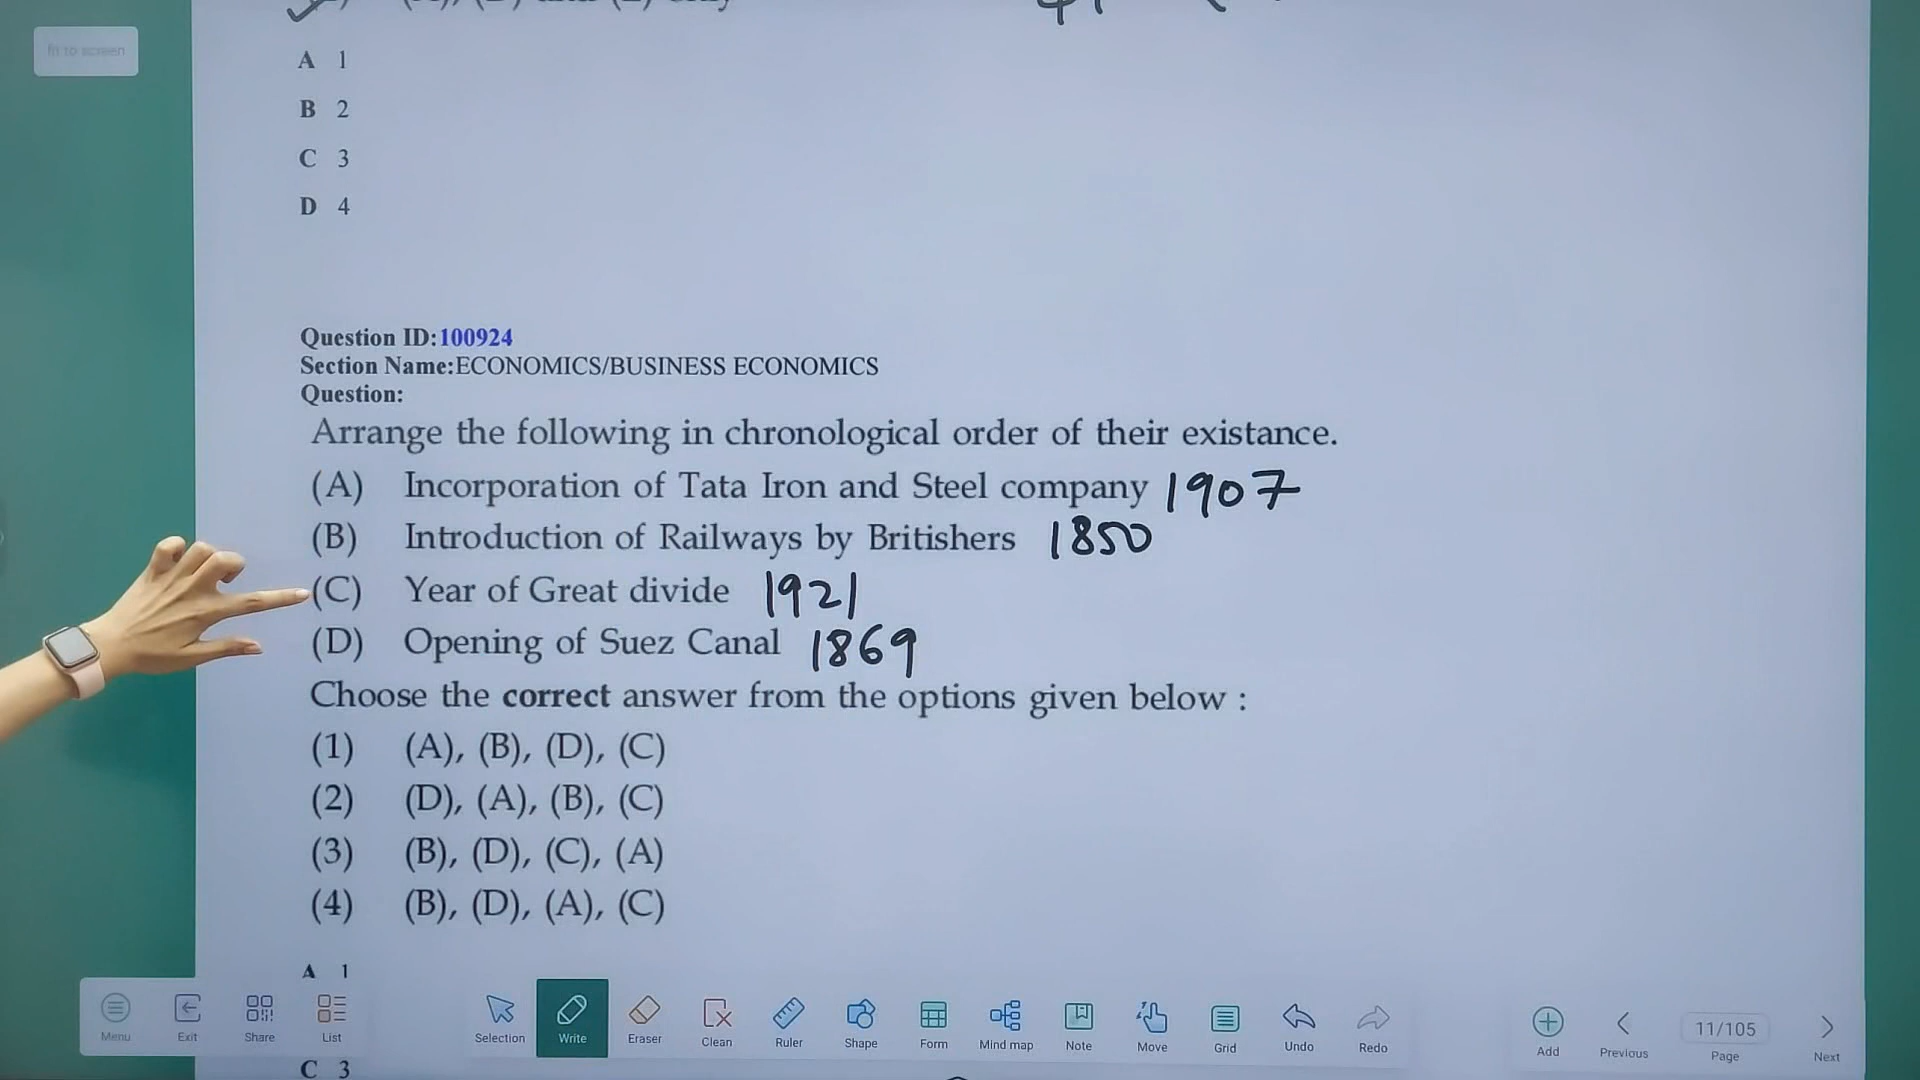 fit to screen
A 1
B 2
C 3
D 4
Question ID:100924
Section Name:ECONOMICS/BUSINESS ECONOMICS
Question:
Arrange the following in chronological order of their existance.
(A) Incorporation of Tata Iron and Steel company 1907
(B) Introduction of Railways by Britishers 1850
(C) Year of Great divide 1921
(D) Opening of Suez Canal 1869
Choose the correct answer from the options given below :
(1) (A), (B), (D), (C)
(2) (D), (A), (B), (C)
(3) (B), (D), (C), (A)
(4) (B), (D), (A), (C)
A 1
Menu Exit Share List Selection Write Eraser Clean Ruler Shape Form Mind map Note Move Grid Undo Redo Add Previous 11/105 Page Next
C 3